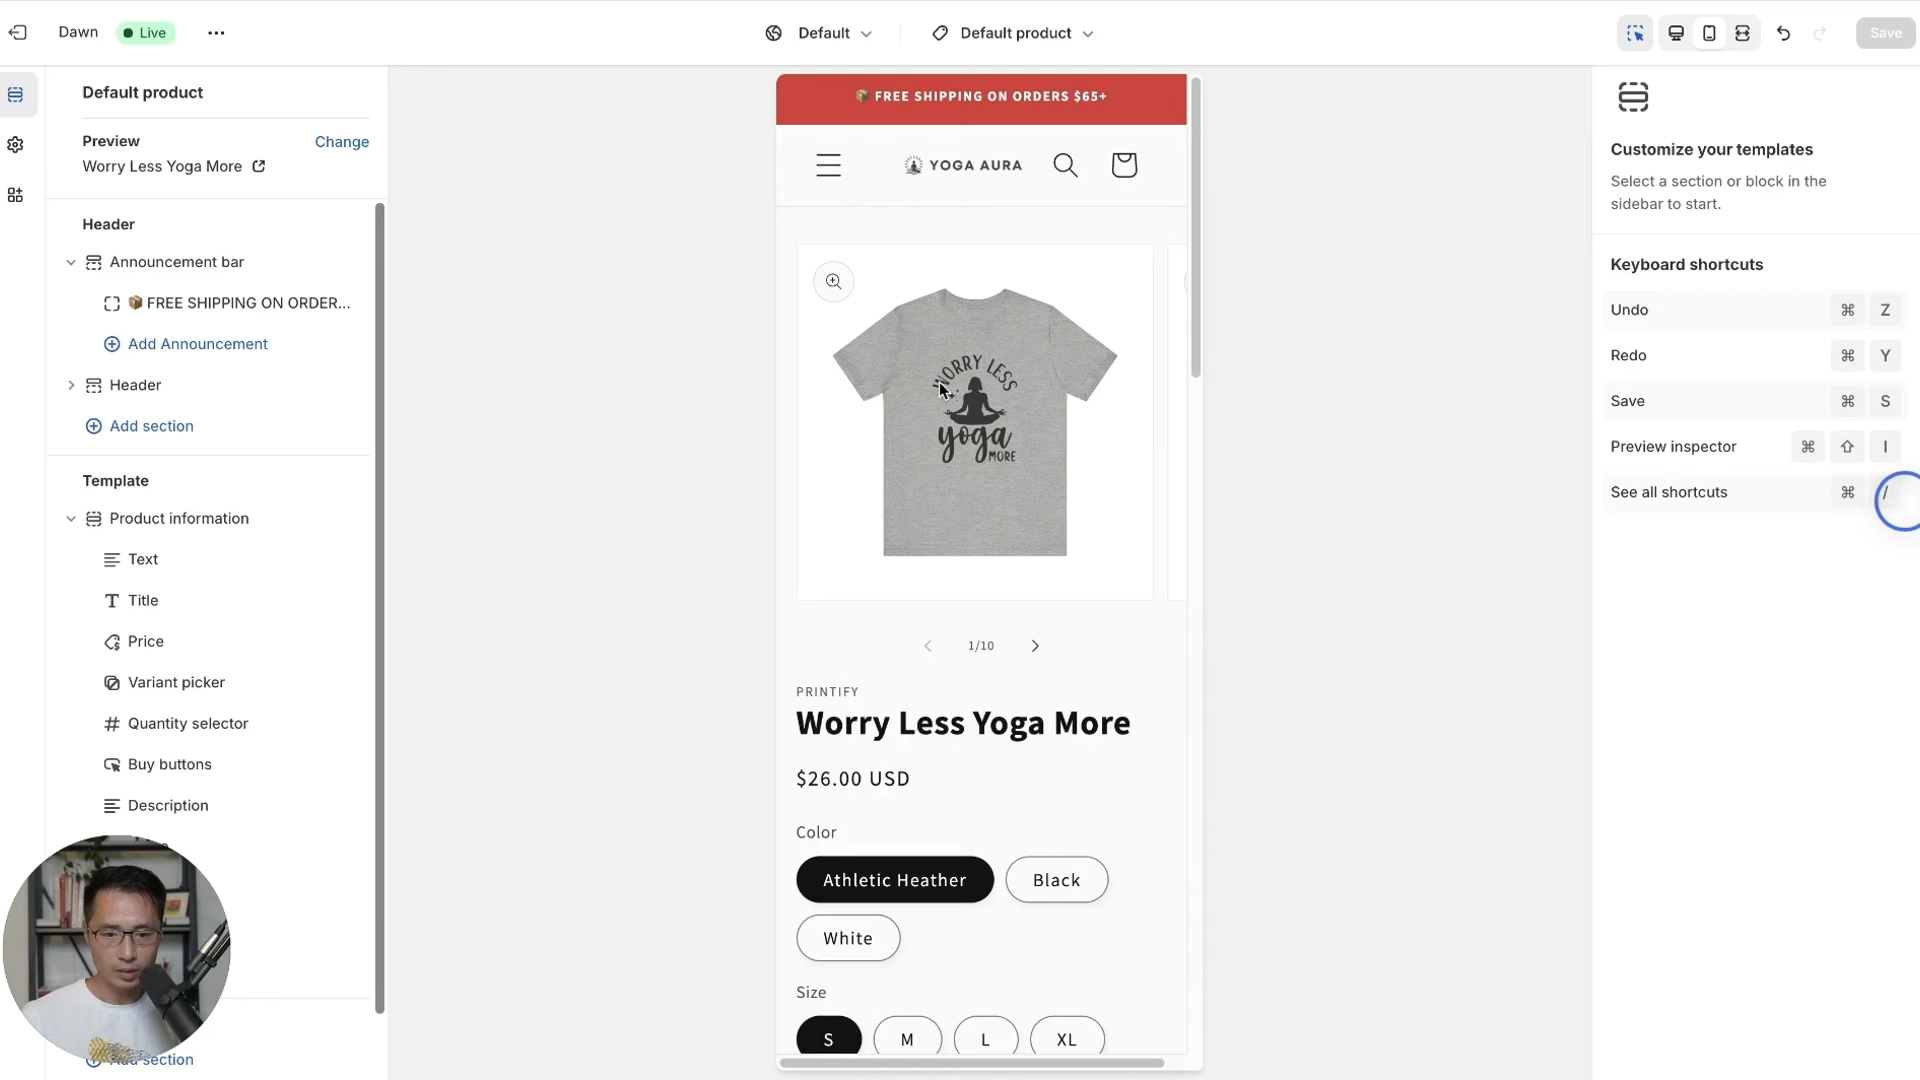 Dawn
Live
Default
Default product
Save
Default product
Preview
Change
Worry Less Yoga More
Header
Announcement bar
📦 FREE SHIPPING ON ORDER...
Add Announcement
Header
Add section
Template
Product information
Text
Title
Price
Variant picker
Quantity selector
Buy buttons
Description
Add section
📦 FREE SHIPPING ON ORDERS $65+
YOGA AURA
WORRY LESS
yoga
MORE
1/10
PRINTIFY
Worry Less Yoga More
$26.00 USD
Color
Athletic Heather
Black
White
Size
S
M
L
XL
Customize your templates
Select a section or block in the
sidebar to start.
Keyboard shortcuts
Undo ⌘ Z
Redo ⌘ Y
Save ⌘ S
Preview inspector ⌘ ⇧ I
See all shortcuts ⌘ /